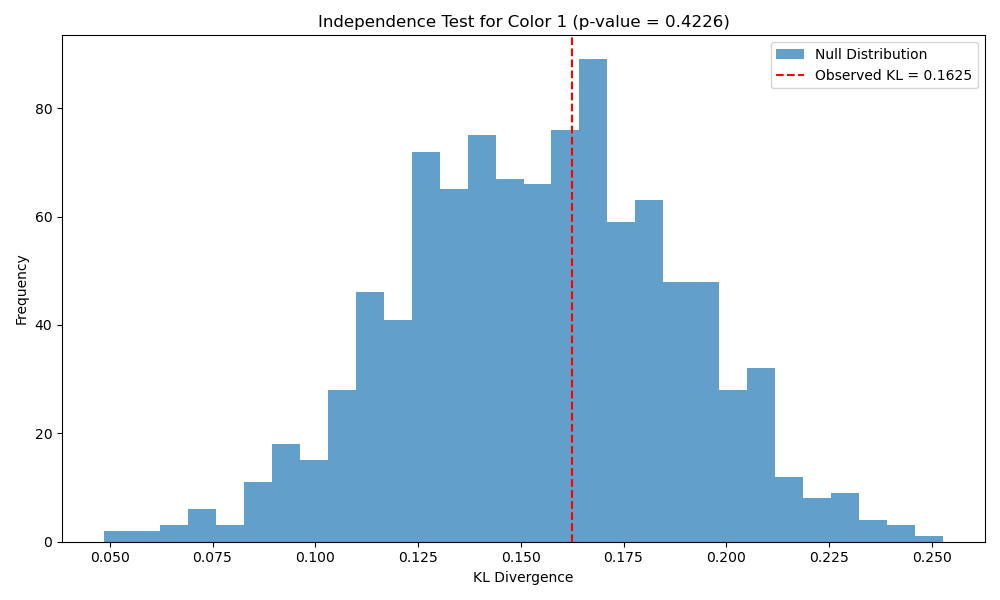 Independence Test for Color 1 (p-value = 0.4226)
Null Distribution
Observed KL = 0.1625
Frequency
80
60
40
20
0
0.050 0.075 0.100 0.125 0.150 0.175 0.200 0.225 0.250
KL Divergence